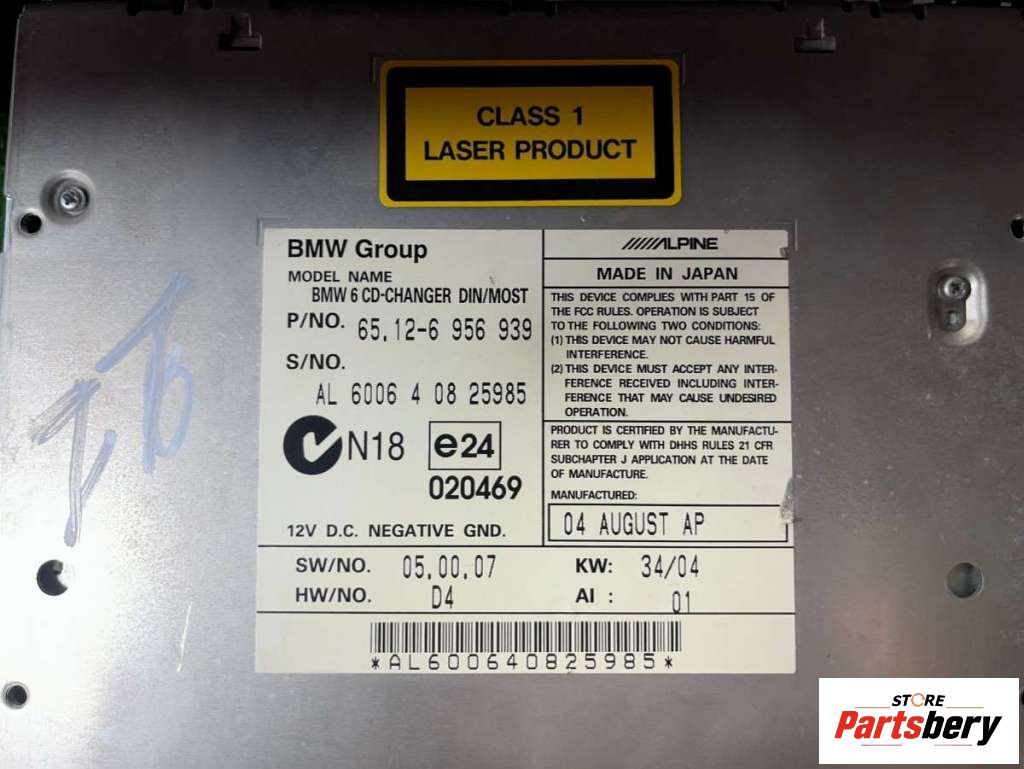 CLASS 1
LASER PRODUCT
BMW Group
MODEL NAME
BMW 6 CD-CHANGER DIN/MOST
P/NO. 65.12-6 956 939
S/NO.
AL 6006 4 08 25985
N18 e24
020469
12V D.C. NEGATIVE GND.
ALPINE
MADE IN JAPAN
THIS DEVICE COMPLIES WITH PART 15 OF
THE FCC RULES. OPERATION IS SUBJECT
TO THE FOLLOWING TWO CONDITIONS:
(1) THIS DEVICE MAY NOT CAUSE HARMFUL
INTERFERENCE.
(2) THIS DEVICE MUST ACCEPT ANY INTER-
FERENCE RECEIVED INCLUDING INTER-
FERENCE THAT MAY CAUSE UNDESIRED
OPERATION.
PRODUCT IS CERTIFIED BY THE MANUFACTU-
RER TO COMPLY WITH DHHS RULES 21 CFR
SUBCHAPTER J APPLICATION AT THE DATE
OF MANUFACTURE.
MANUFACTURED:
04 AUGUST AP
SW/NO. 05.00.07 KW: 34/04
HW/NO. D4 AI : 01
*AL600640825985*
STORE
Partsbery